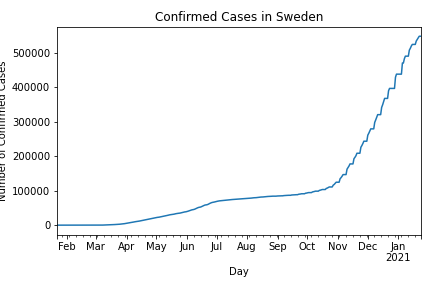 Confirmed Cases in Sweden
Number of Confirmed Cases
500000
400000
300000
200000
100000
0
Feb Mar Apr May Jun Jul Aug Sep Oct Nov Dec Jan
2021
Day